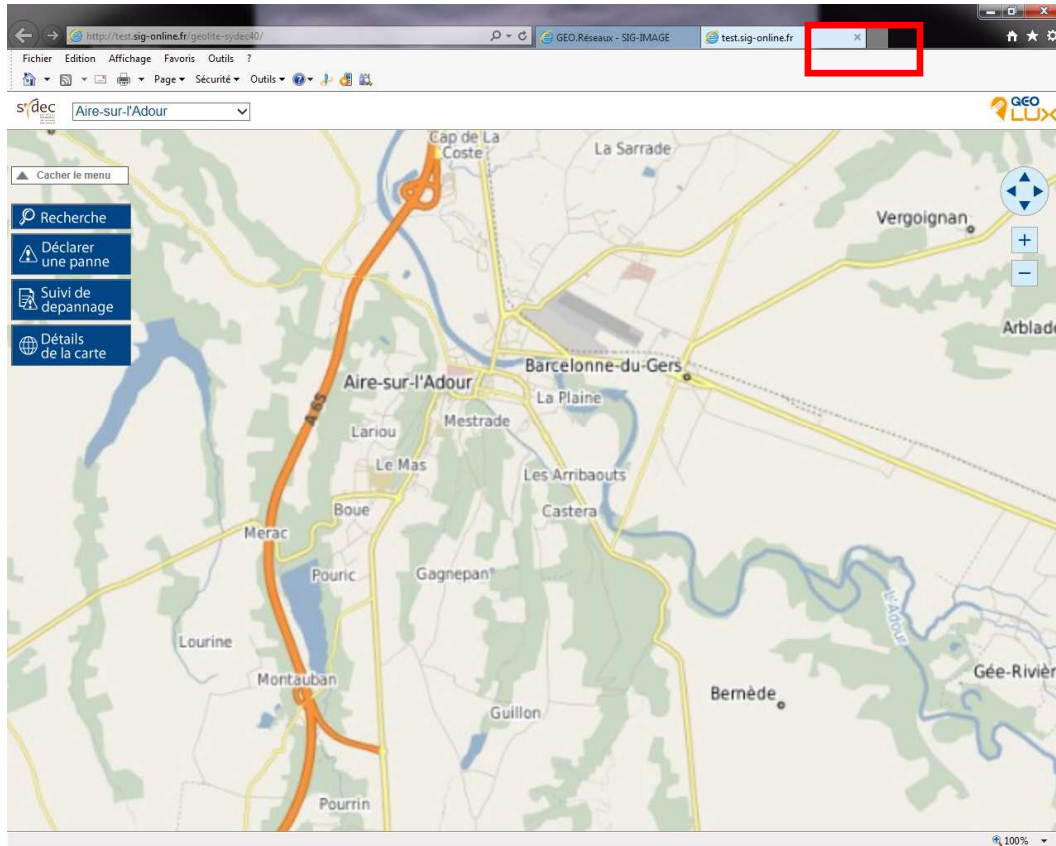 http://test.sig-online.fr/geolite-sydec40/
GEO.Réseaux - SIG-IMAGE
test.sig-online.fr
Fichier Edition Affichage Favoris Outils ?
Page Sécurité Outils
sydec
Aire-sur-l'Adour
GEO
LUX
Cap de La
Coste
La Sarrade
Cacher le menu
Recherche
Vergoignan
Déclarer
une panne
Suivi de
depannage
Arblade
Détails
de la carte
Barcelonne-du-Gers
Aire-sur-l'Adour
La Plaine
A 65
Mestrade
Lariou
Le Mas
Les Arribaouts
Boue
Castera
Merac
Pouric
Gagnepan
L'Adour
Lourine
Gée-Rivièr
Montauban
Bernède
Guillon
Pourrin
100%